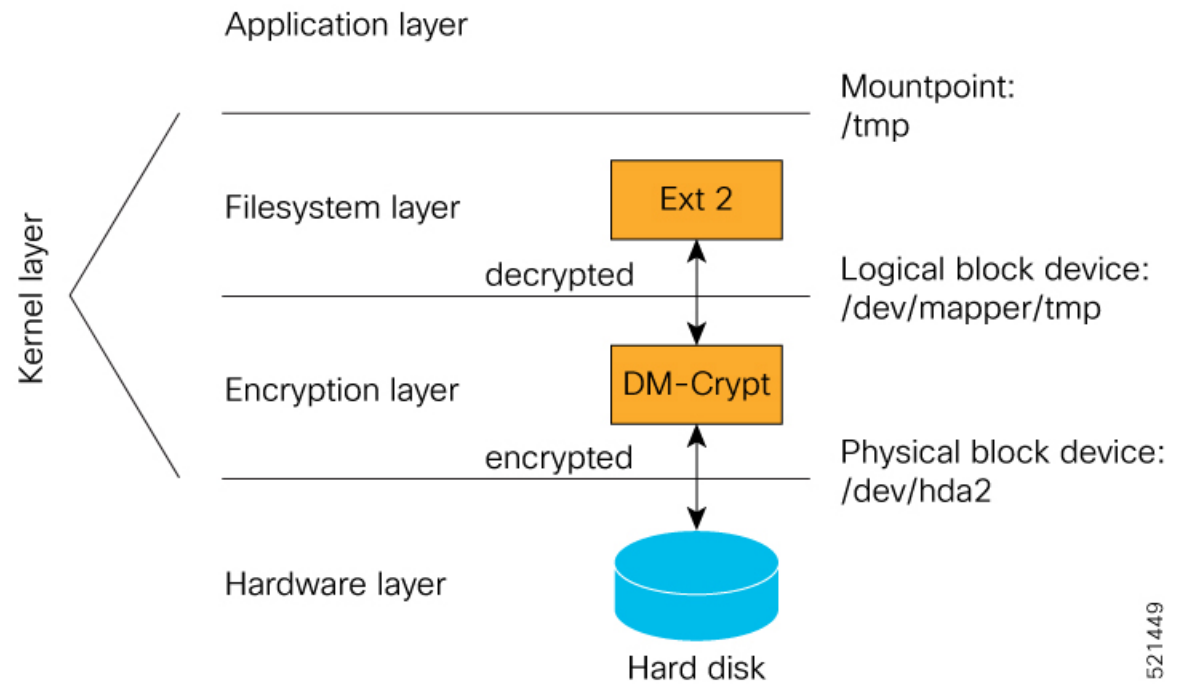 Application layer
Mountpoint:
/tmp
Ext 2
Filesystem layer
decrypted
Logical block device:
/dev/mapper/tmp
Kernel layer
DM-Crypt
Encryption layer
encrypted
Physical block device:
/dev/hda2
Hardware layer
Hard disk
521449